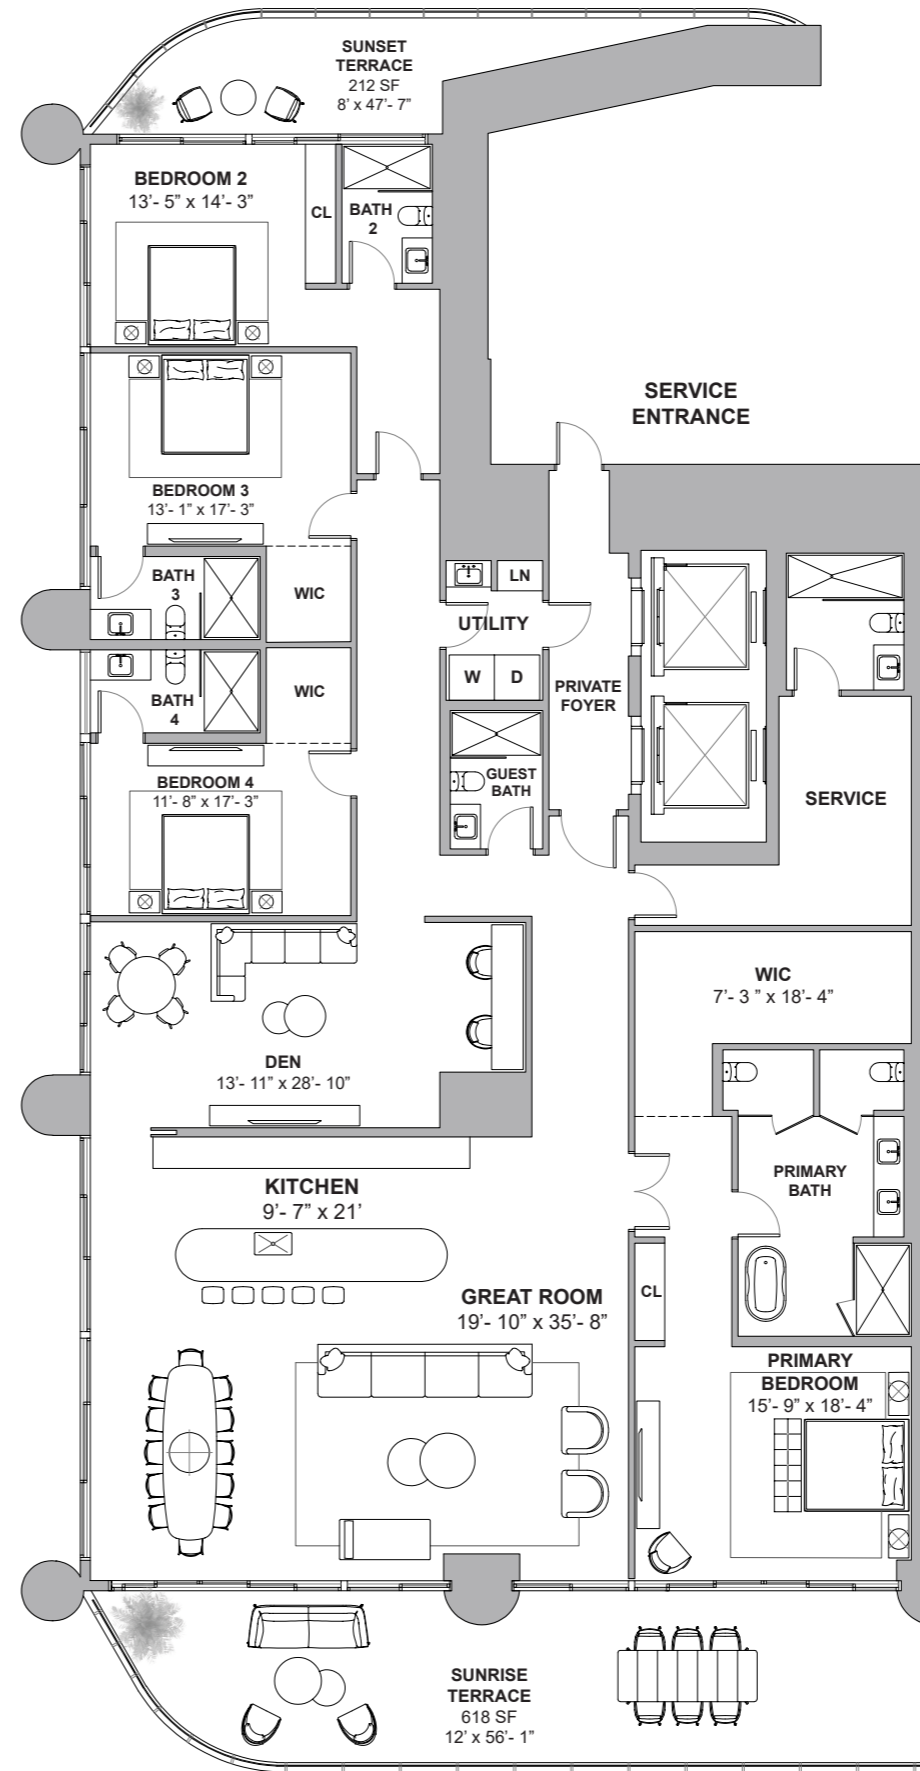 SUNSET
TERRACE
212 SF
8' x 47'- 7”
BEDROOM 2
13'- 5” x 14'- 3”
CL
BATH
2
SERVICE
ENTRANCE
BEDROOM 3
13'- 1” x 17'- 3”
BATH
3
WIC
LN
UTILITY
W
D
PRIVATE
FOYER
WIC
BATH
4
GUEST
BATH
BEDROOM 4
11'- 8” x 17'- 3”
SERVICE
WIC
7'- 3 ” x 18'- 4”
DEN
13'- 11” x 28'- 10”
PRIMARY
BATH
KITCHEN
9'- 7” x 21'
CL
GREAT ROOM
19'- 10” x 35'- 8”
PRIMARY
BEDROOM
15'- 9” x 18'- 4”
SUNRISE
TERRACE
618 SF
12' x 56'- 1”